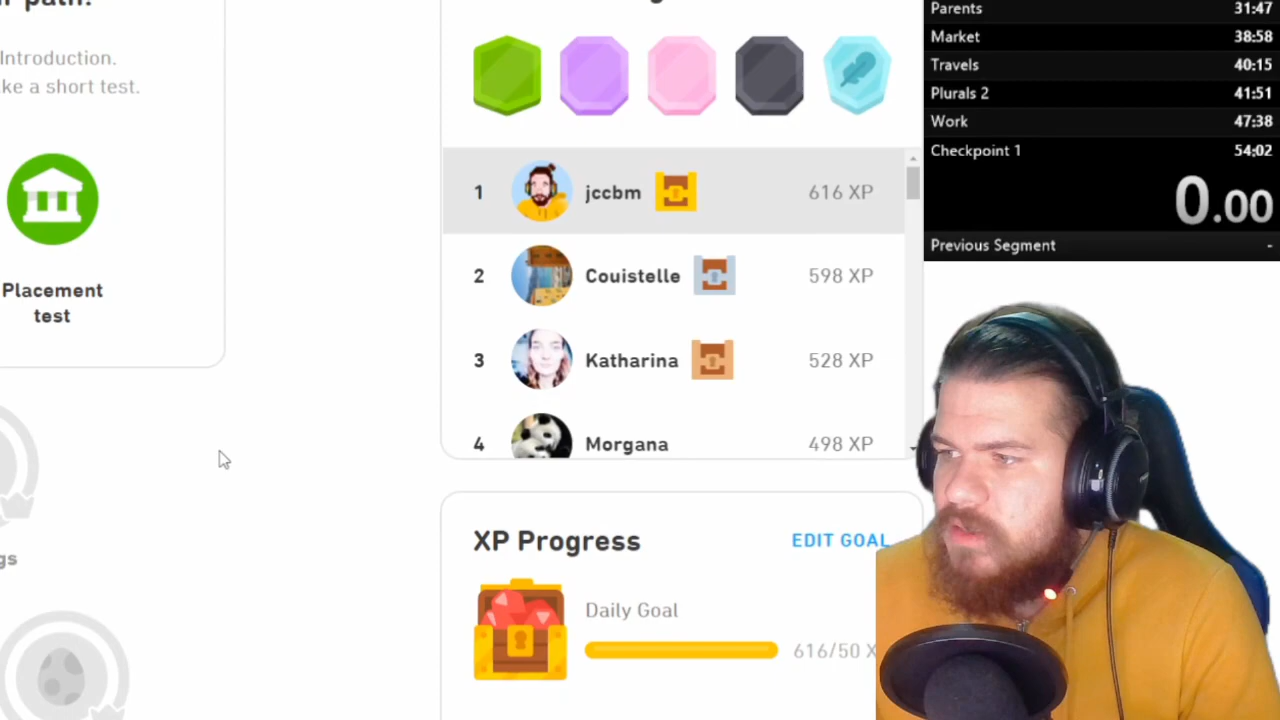 Introduction.
ke a short test.
Placement
test
gs
1 jccbm 616 XP
2 Couistelle 598 XP
3 Katharina 528 XP
4 Morgana 498 XP
XP Progress
EDIT GOAL
Daily Goal
616/50 X
Parents 31:47
Market 38:58
Travels 40:15
Plurals 2 41:51
Work 47:38
Checkpoint 1 54:02
0.00
Previous Segment -